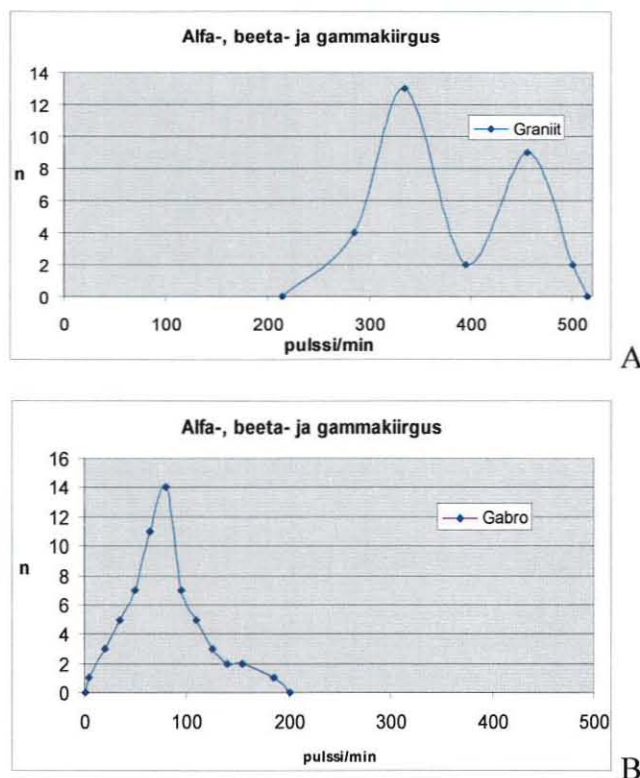 Alfa-, beeta- ja gammakiirgus
14
12
10
8
6
4
2
0
n
Graniit
0 100 200 300 400 500
pulssi/min
A
Alfa-, beeta- ja gammakiirgus
16
14
12
10
8
6
4
2
0
n
Gabro
0 100 200 300 400 500
pulssi/min
B